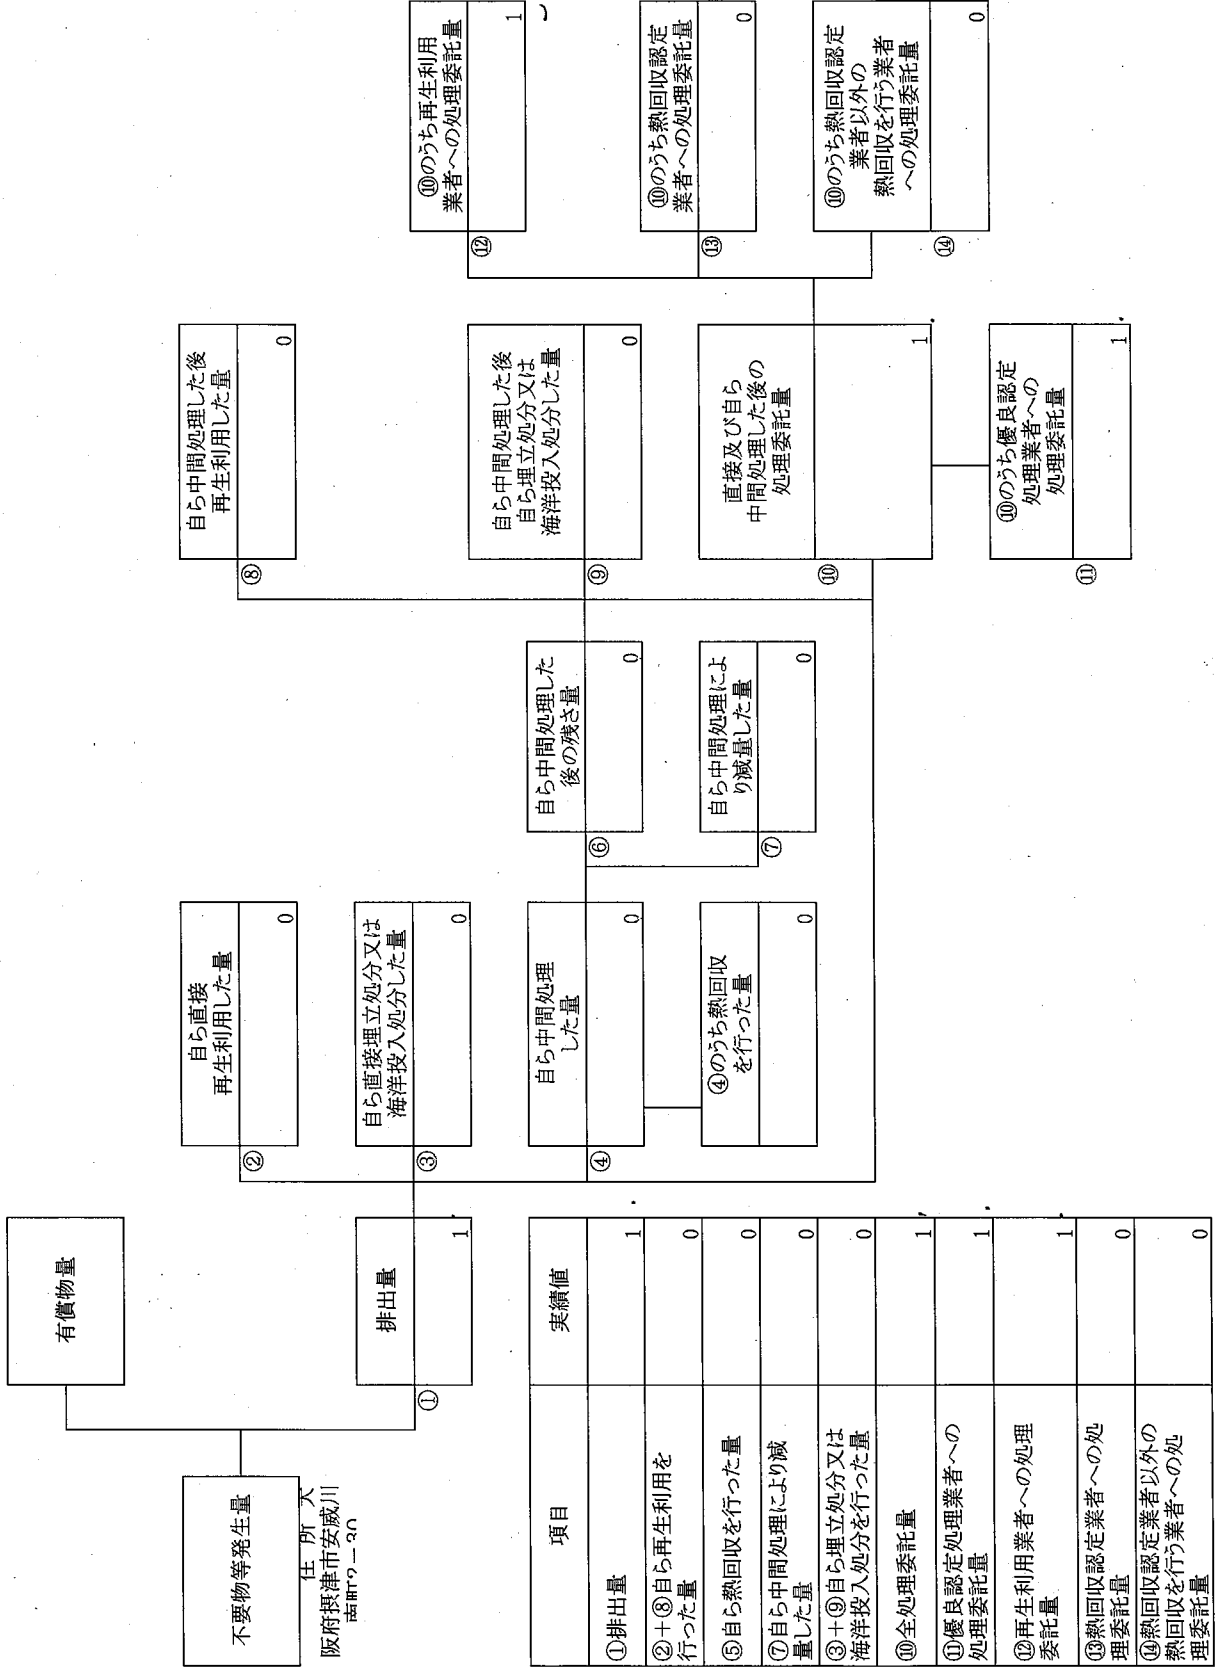 有償物量
不要物等発生量
住 所 大
阪府摂津市安威川
南町2－30
排出量
①
1
自ら直接
再生利用した量
②
0
自ら直接埋立処分又は
海洋投入処分した量
③
0
自ら中間処理
した量
④
0
④のうち熱回収
を行った量
0
自ら中間処理した
後の残さ量
⑥
0
自ら中間処理によ
り減量した量
⑦
0
自ら中間処理した後
再生利用した量
⑧
0
自ら中間処理した後
自ら埋立処分又は
海洋投入処分した量
⑨
0
直接及び自ら
中間処理した後の
処理委託量
⑩
1
⑩のうち優良認定
処理業者への
処理委託量
⑪
1
⑩のうち再生利用
業者への処理委託量
⑫
1
⑩のうち熱回収認定
業者への処理委託量
⑬
0
⑩のうち熱回収認定
業者以外の
熱回収を行う業者
への処理委託量
⑭
0
項目 実績値
①排出量 1
②＋⑧自ら再生利用を
行った量 0
⑤自ら熱回収を行った量 0
⑦自ら中間処理により減
量した量 0
③＋⑨自ら埋立処分又は
海洋投入処分を行った量 0
⑩全処理委託量 1
⑪優良認定処理業者への
処理委託量 1
⑫再生利用業者への処理
委託量 1
⑬熱回収認定業者への処
理委託量 0
⑭熱回収認定業者以外の
熱回収を行う業者への処
理委託量 0